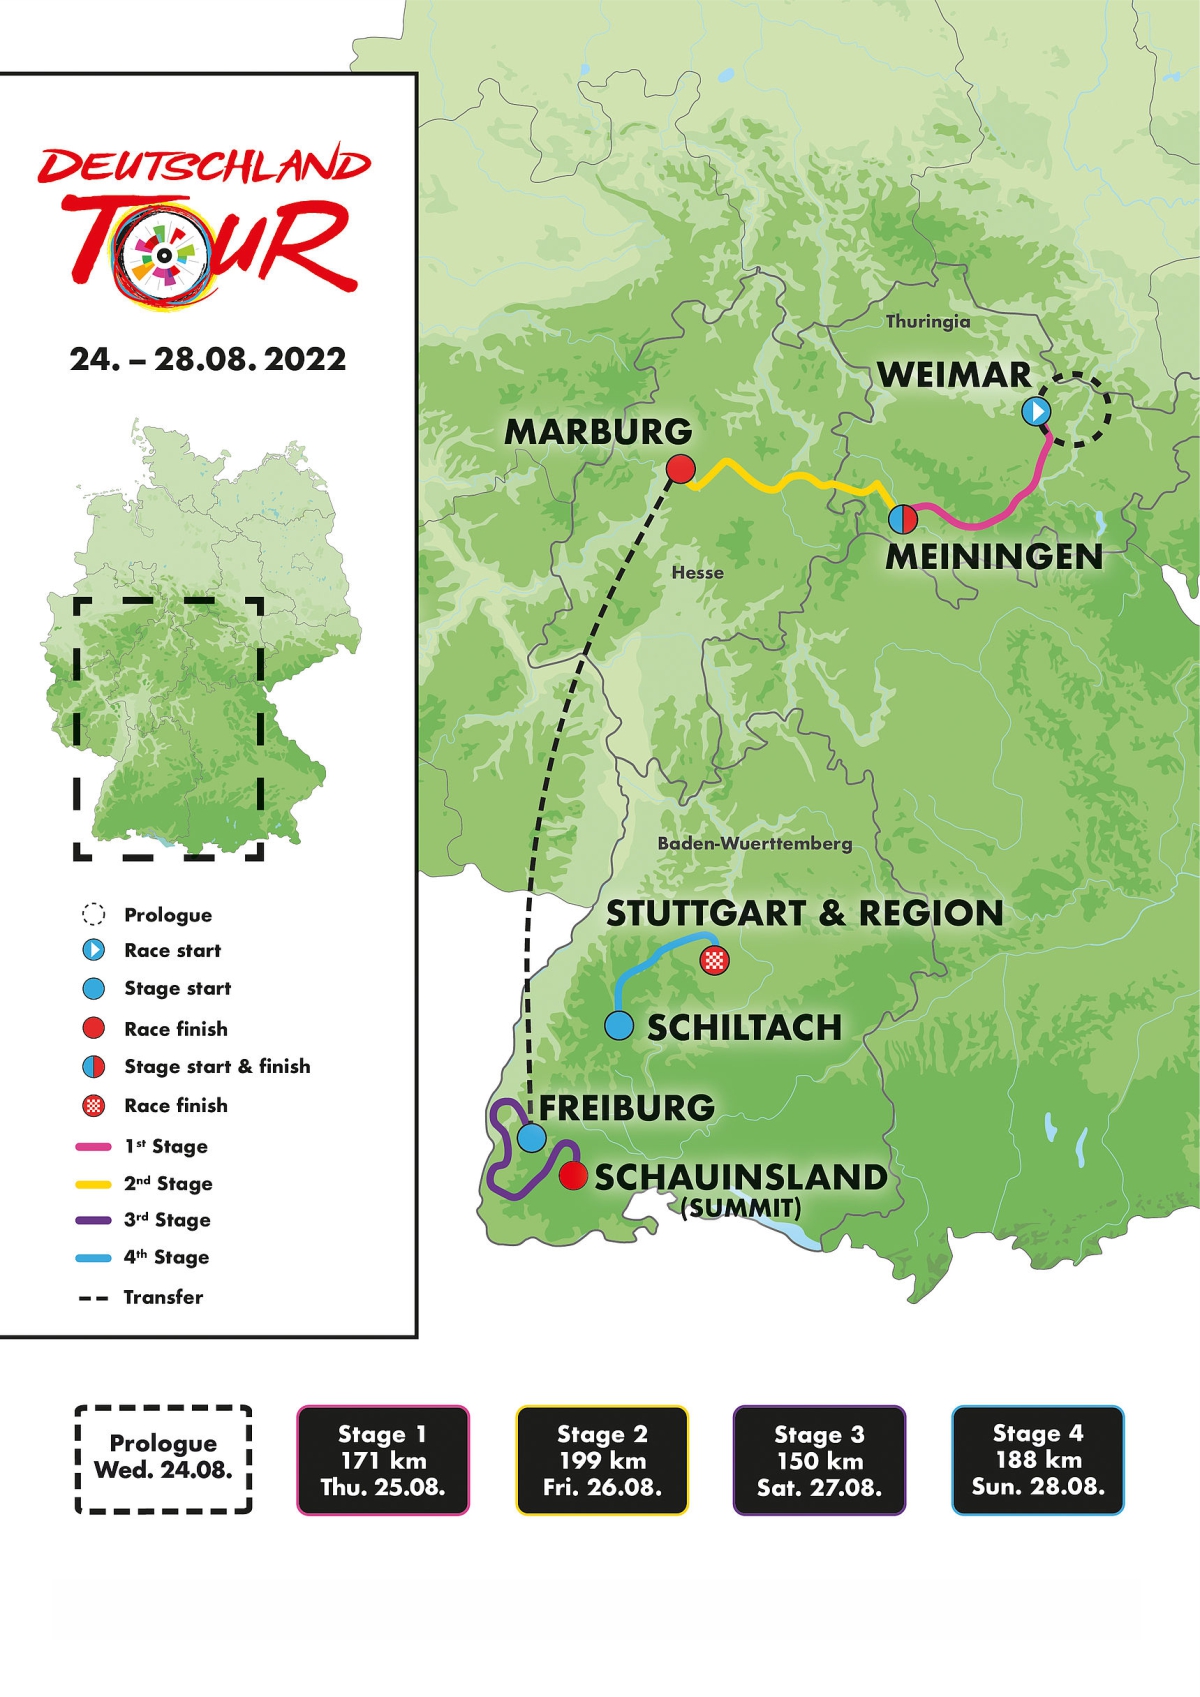 DEUTSCHLAND
TOUR
24. – 28.08. 2022
Prologue
Race start
Stage start
Race finish
Stage start & finish
Race finish
1st Stage
2nd Stage
3rd Stage
4th Stage
Transfer
Thuringia
WEIMAR
MARBURG
MEININGEN
Hesse
Baden-Wuerttemberg
STUTTGART & REGION
SCHILTACH
FREIBURG
SCHAUINSLAND
(SUMMIT)
Prologue
Wed. 24.08.
Stage 1
171 km
Thu. 25.08.
Stage 2
199 km
Fri. 26.08.
Stage 3
150 km
Sat. 27.08.
Stage 4
188 km
Sun. 28.08.